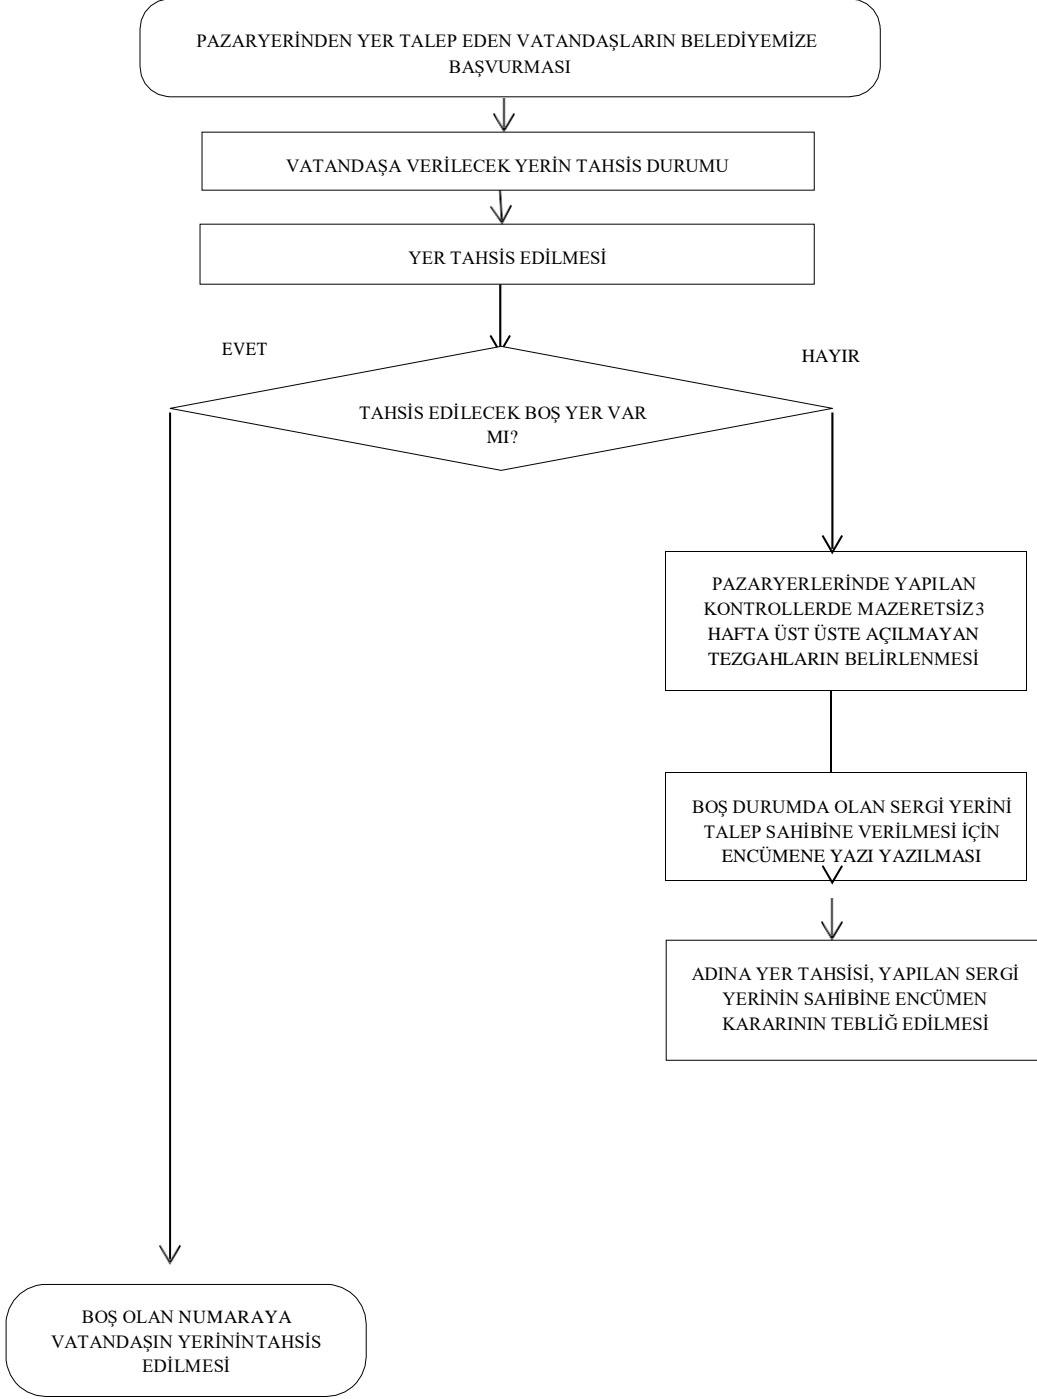 PAZARYERİNDEN YER TALEP EDEN VATANDAŞLARIN BELEDİYEMİZE
BAŞVURMASI
VATANDAŞA VERİLECEK YERİN TAHSİS DURUMU
YER TAHSİS EDİLMESİ
EVET
HAYIR
TAHSİS EDİLECEK BOŞ YER VAR
MI?
PAZARYERLERİNDE YAPILAN
KONTROLLERDE MAZERETSİZ 3
HAFTA ÜST ÜSTE AÇILMAYAN
TEZGAHLARIN BELİRLENMESİ
BOŞ DURUMDA OLAN SERGİ YERİNİ
TALEP SAHİBİNE VERİLMESİ İÇİN
ENCÜMENE YAZI YAZILMASI
ADINA YER TAHSİSİ, YAPILAN SERGİ
YERİNİN SAHİBİNE ENCÜMEN
KARARININ TEBLİĞ EDİLMESİ
BOŞ OLAN NUMARAYA
VATANDAŞIN YERİNİN TAHSİS
EDİLMESİ